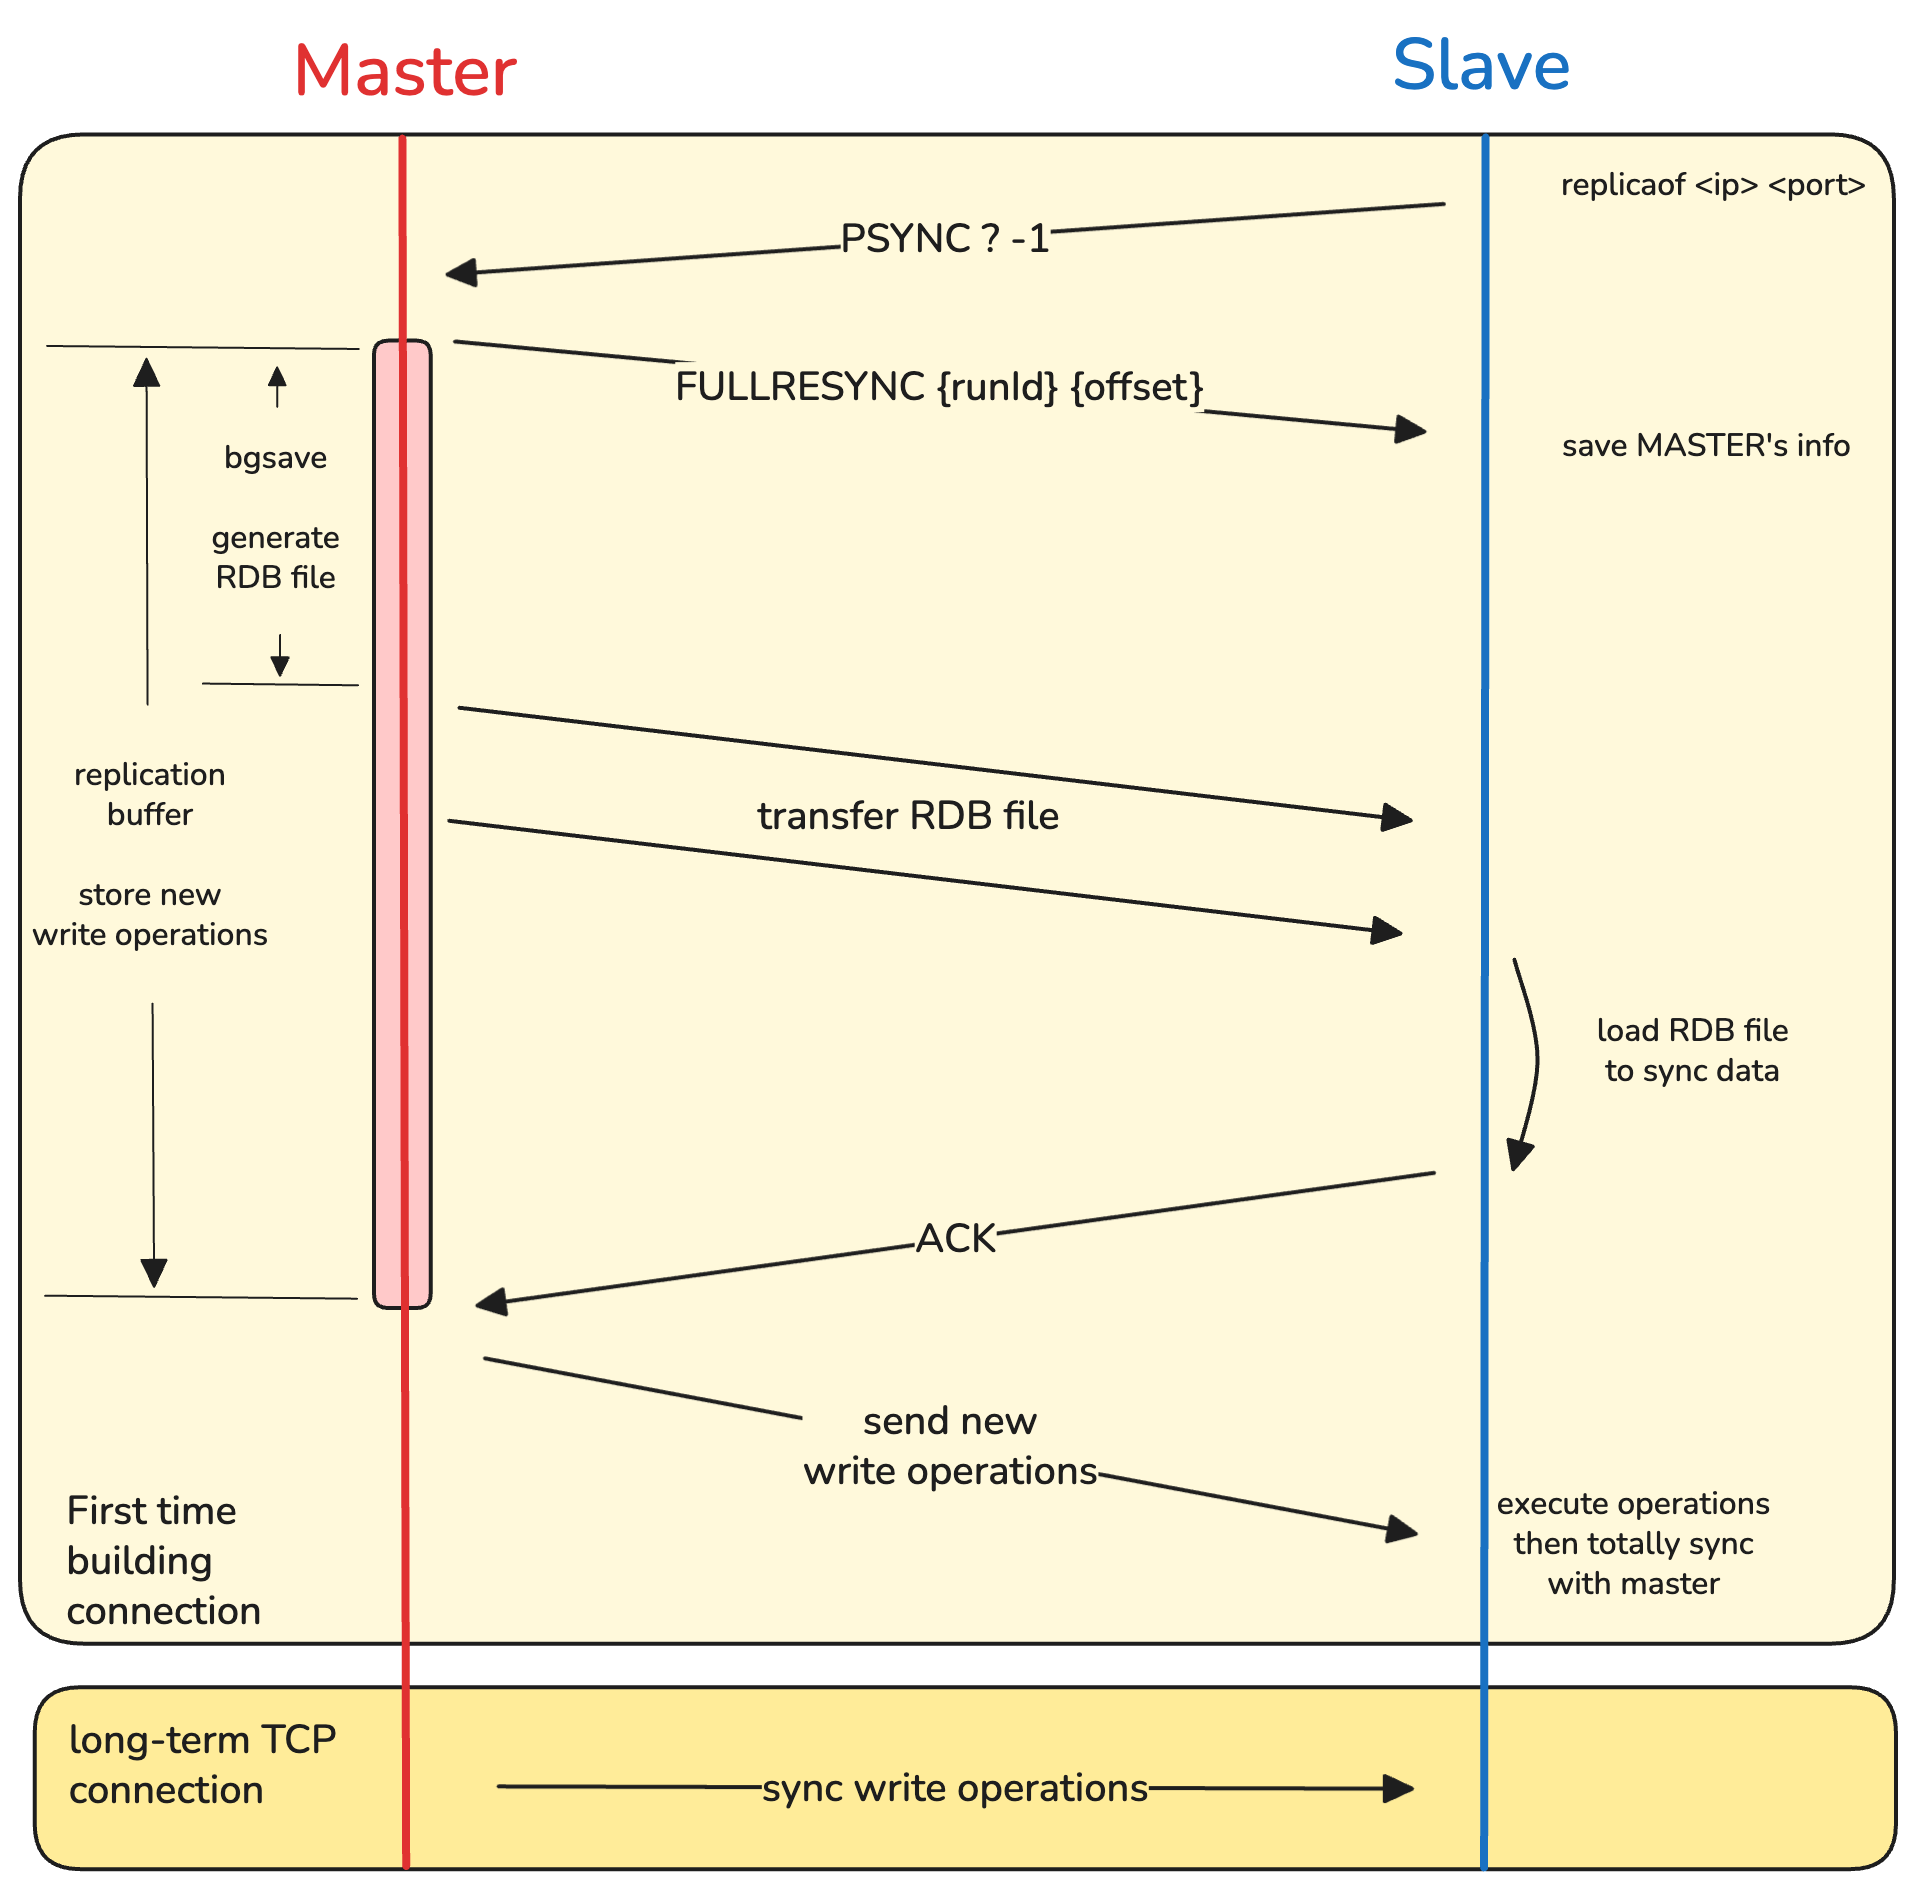 Master
Slave
replicaof <ip> <port>
PSYNC ? -1
FULLRESYNC {runId} {offset}
save MASTER's info
bgsave
generate
RDB file
replication
buffer
store new
write operations
transfer RDB file
load RDB file
to sync data
ACK
send new
write operations
execute operations
then totally sync
with master
First time
building
connection
long-term TCP
connection
sync write operations